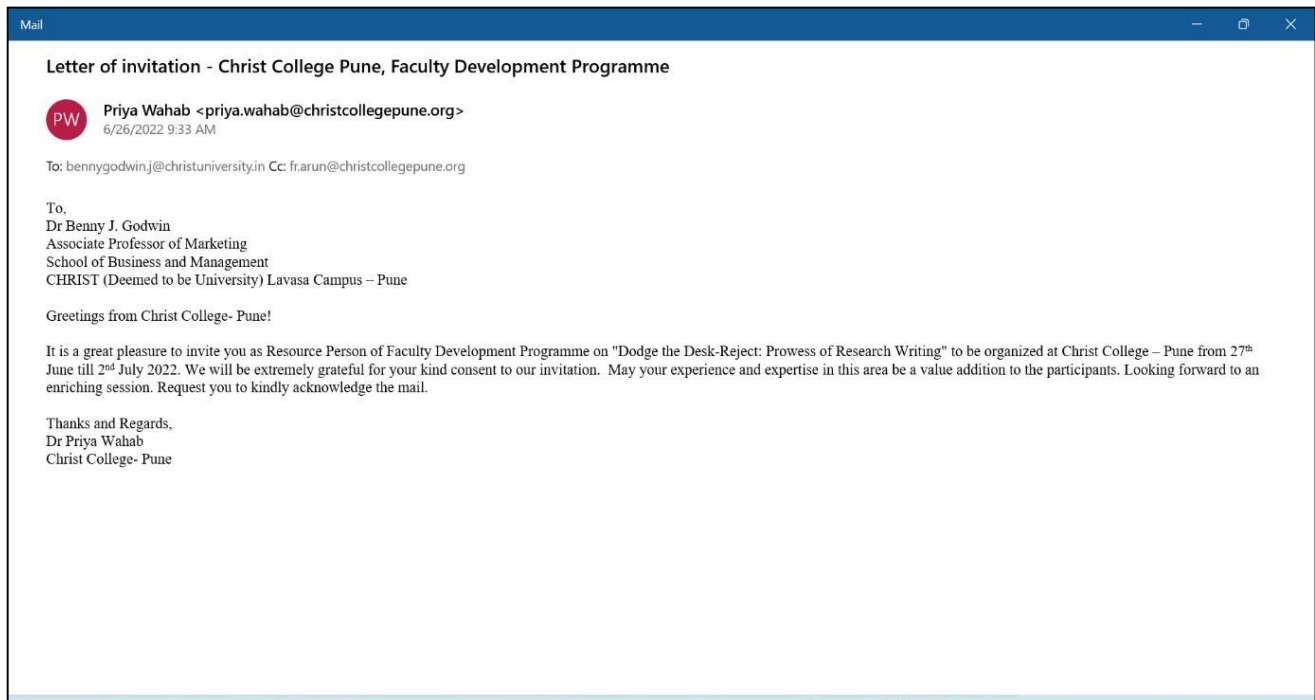 Mail
Letter of invitation - Christ College Pune, Faculty Development Programme
PW
Priya Wahab <priya.wahab@christcollegepune.org>
6/26/2022 9:33 AM
To: bennygodwin.j@christuniversity.in Cc: fr.arun@christcollegepune.org
To,
Dr Benny J. Godwin
Associate Professor of Marketing
School of Business and Management
CHRIST (Deemed to be University) Lavasa Campus – Pune
Greetings from Christ College- Pune!
It is a great pleasure to invite you as Resource Person of Faculty Development Programme on "Dodge the Desk-Reject: Prowess of Research Writing" to be organized at Christ College – Pune from 27th
June till 2nd July 2022. We will be extremely grateful for your kind consent to our invitation.  May your experience and expertise in this area be a value addition to the participants. Looking forward to an
enriching session. Request you to kindly acknowledge the mail.
Thanks and Regards,
Dr Priya Wahab
Christ College- Pune